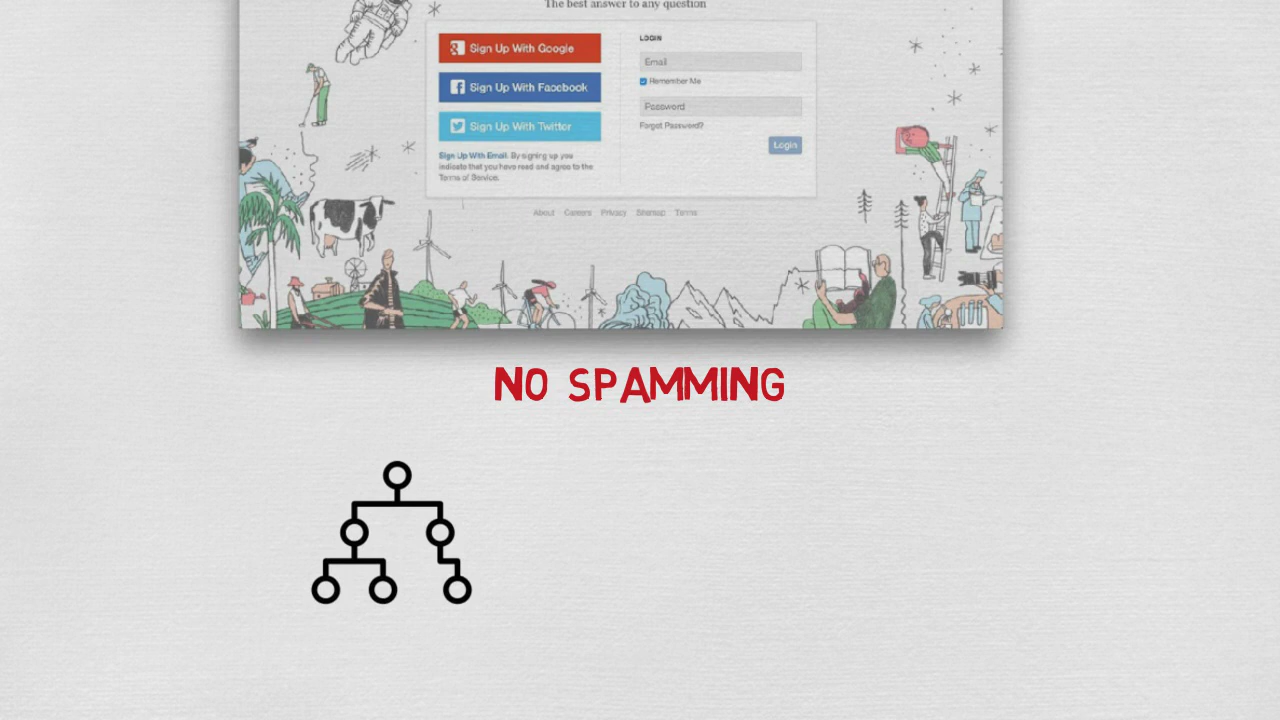 The best answer to any question
Sign Up With Google
Sign Up With Facebook
Sign Up With Twitter
Sign Up With Email. By signing up you
indicate that you have read and agree to the
Terms of Service.
LOGIN
Email
Remember Me
Password
Forgot Password?
Login
About Careers Privacy Sitemap Terms
NO SPAMMING